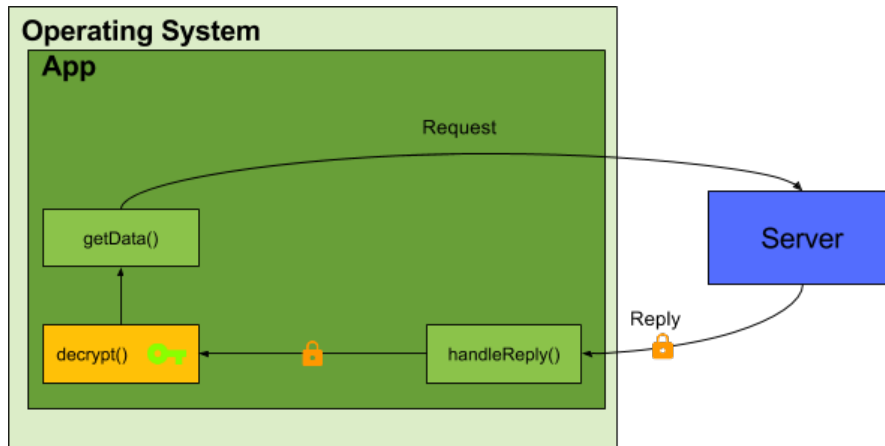 Operating System
App
Request
getData()
Server
Reply
decrypt()
handleReply()